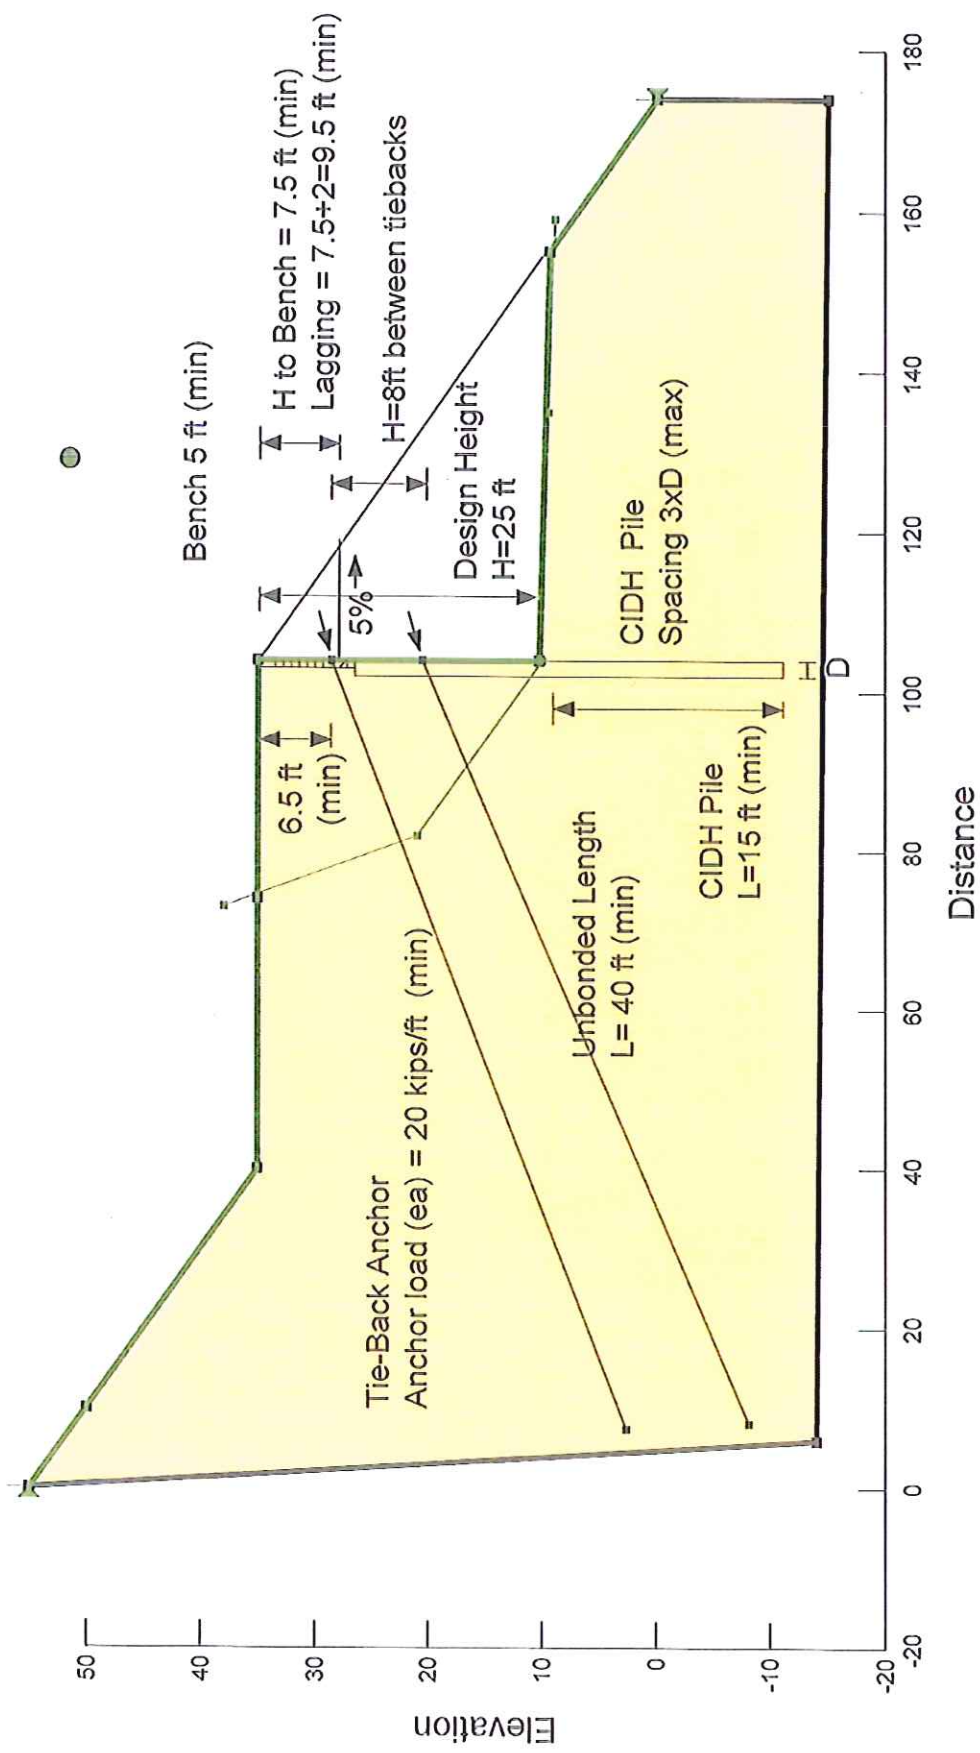 Bench 5 ft (min)
H to Bench = 7.5 ft (min)
Lagging = 7.5+2=9.5 ft (min)
H=8ft between tiebacks
5%
Design Height
H=25 ft
6.5 ft
(min)
Tie-Back Anchor
Anchor load (ea) = 20 kips/ft (min)
Unbonded Length
L= 40 ft (min)
CIDH Pile
Spacing 3xD (max)
CIDH Pile
L=15 ft (min)
D
Elevation
50
40
30
20
10
0
-10
-20
-20
0
20
40
60
80
100
120
140
160
180
Distance